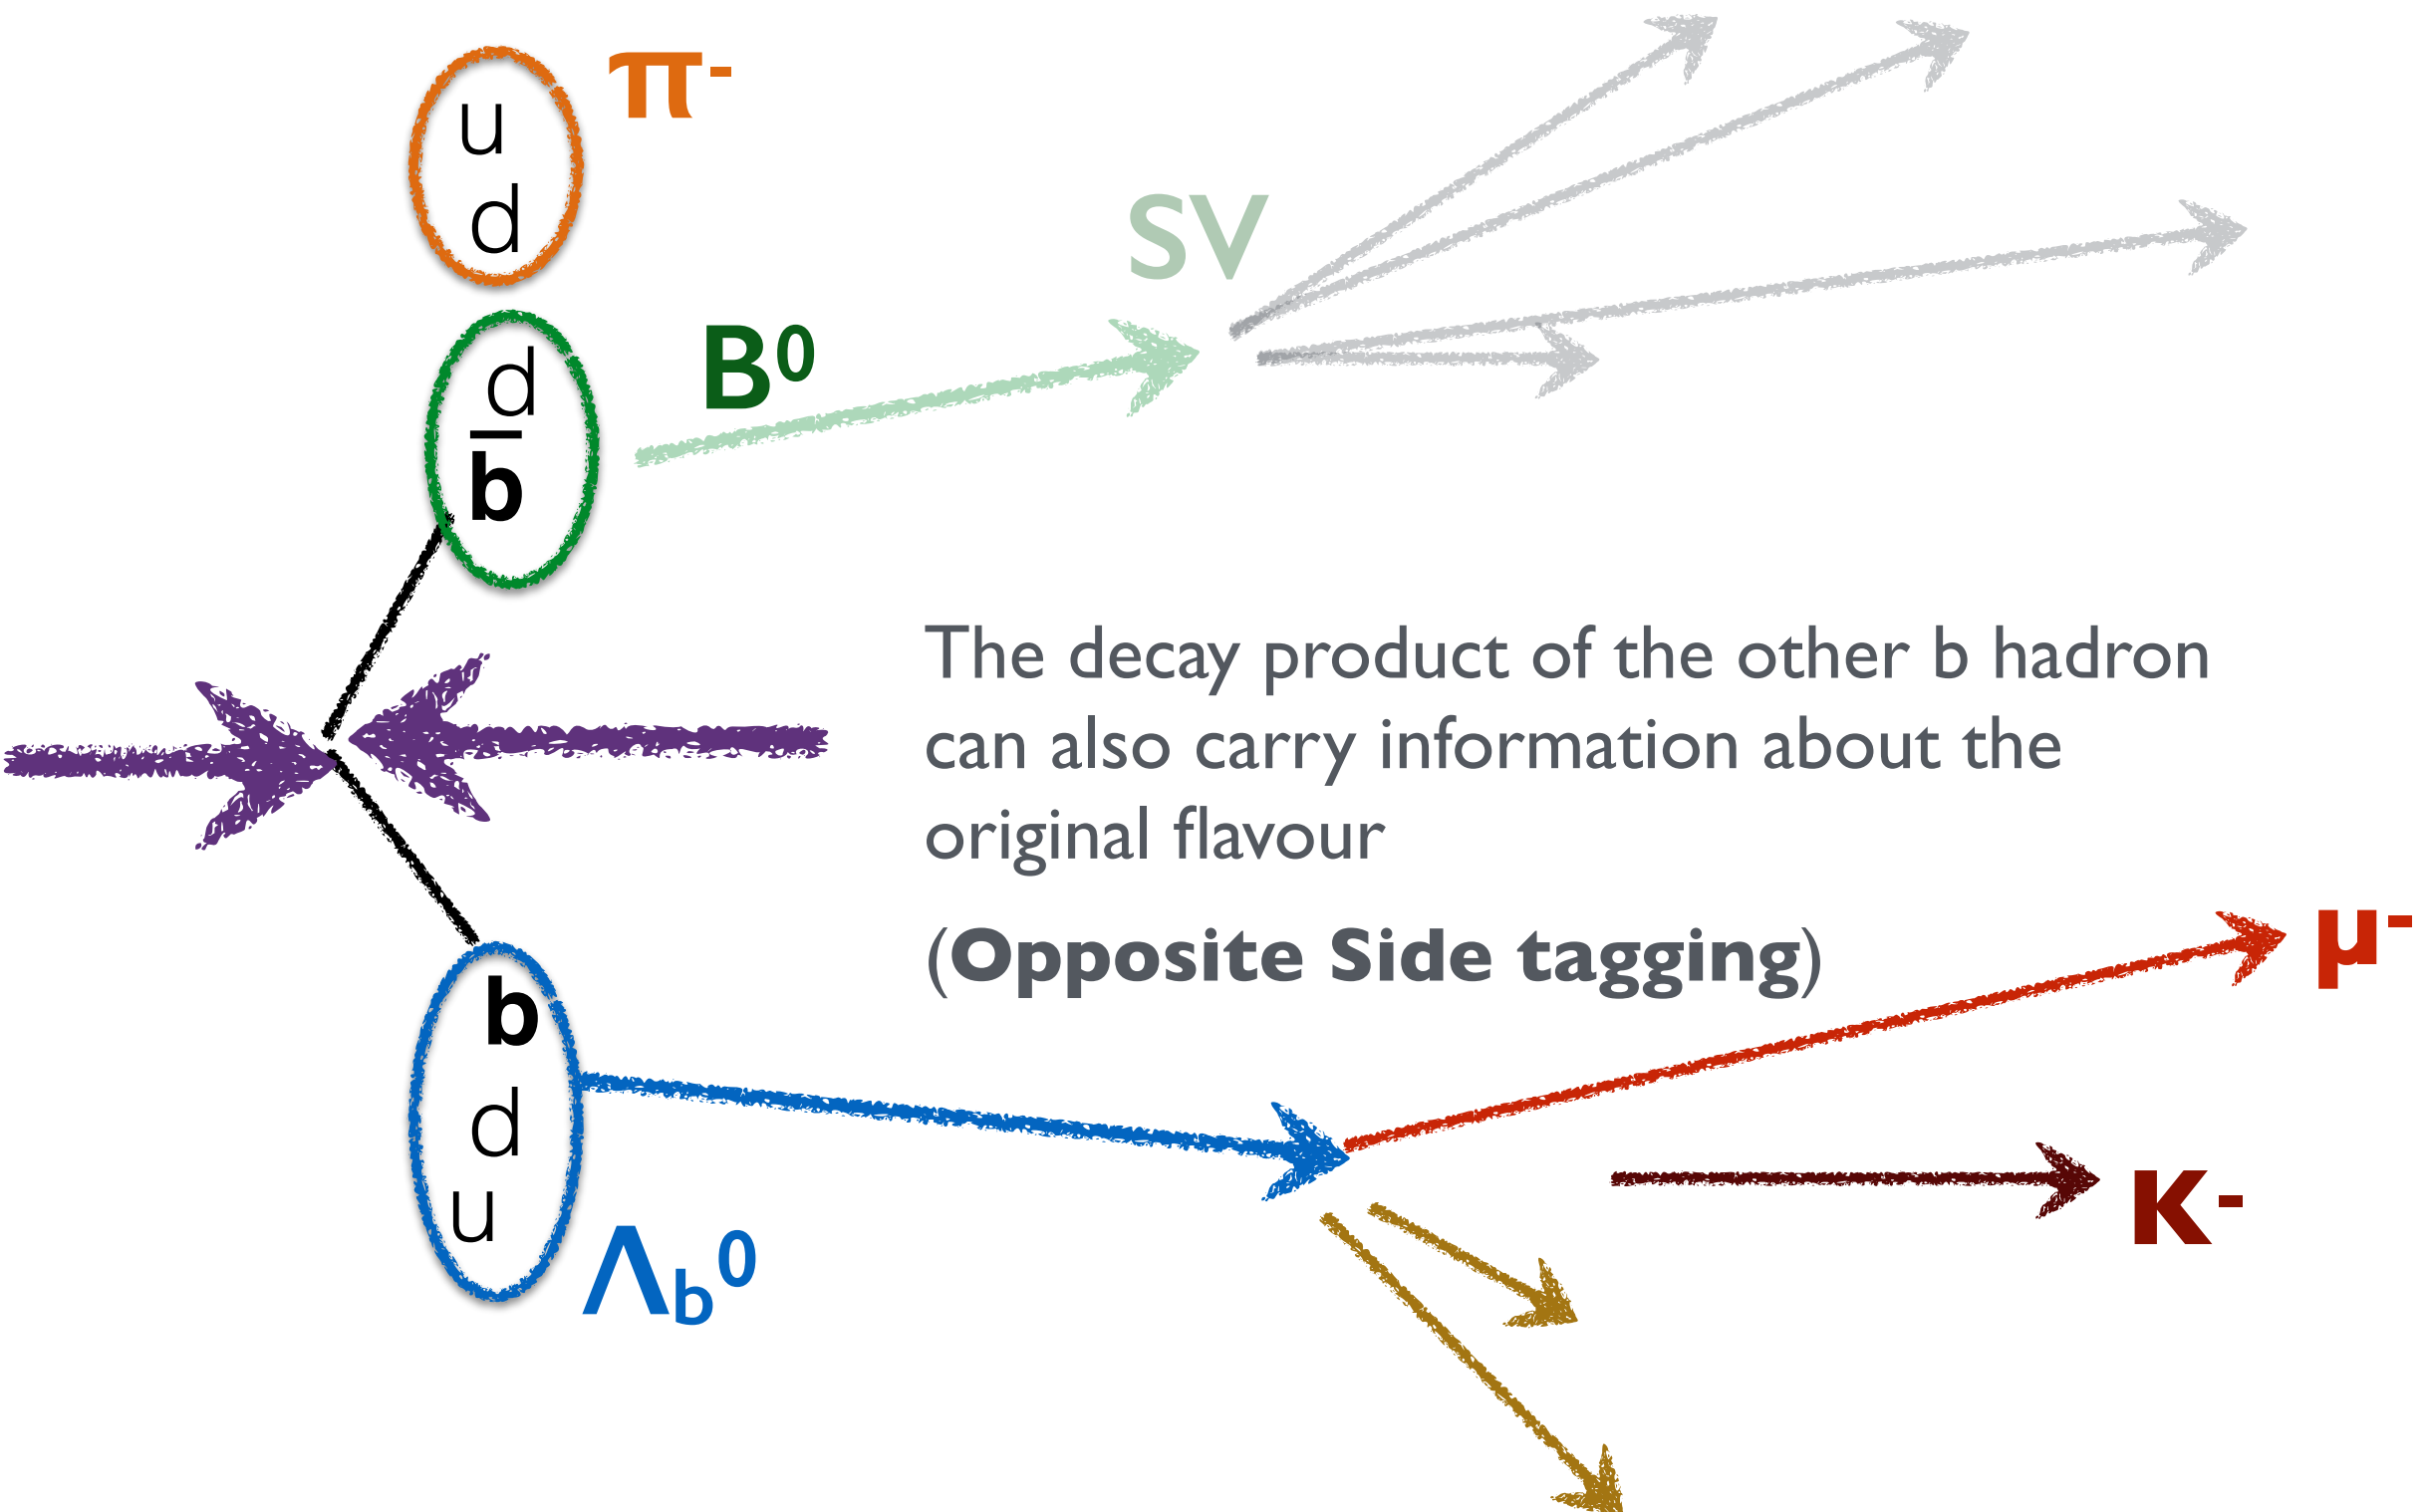 π-
u
d
SV
B⁰
d
b̅
The decay product of the other b hadron
can also carry information about the
original flavour
(Opposite Side tagging)
μ-
b
d
u
K-
Λb⁰